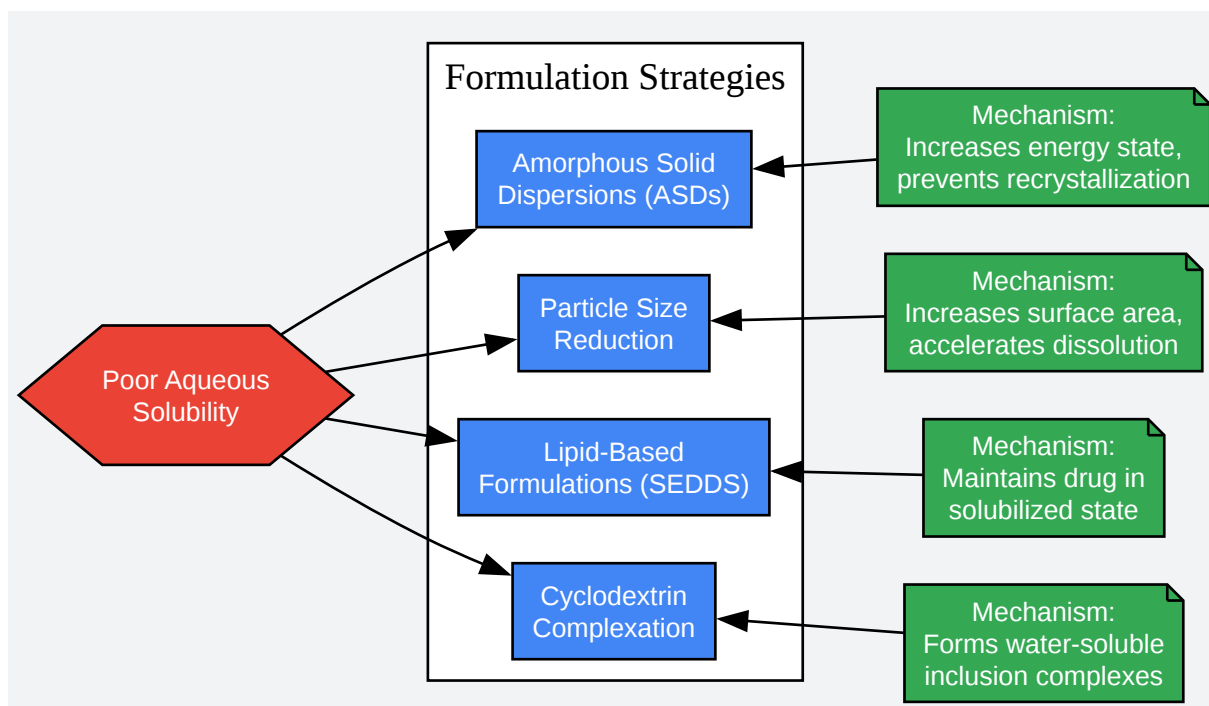 Formulation Strategies
Poor Aqueous
Solubility
Amorphous Solid
Dispersions (ASDs)
Mechanism:
Increases energy state,
prevents recrystallization
Particle Size
Reduction
Mechanism:
Increases surface area,
accelerates dissolution
Lipid-Based
Formulations (SEDDS)
Mechanism:
Maintains drug in
solubilized state
Cyclodextrin
Complexation
Mechanism:
Forms water-soluble
inclusion complexes